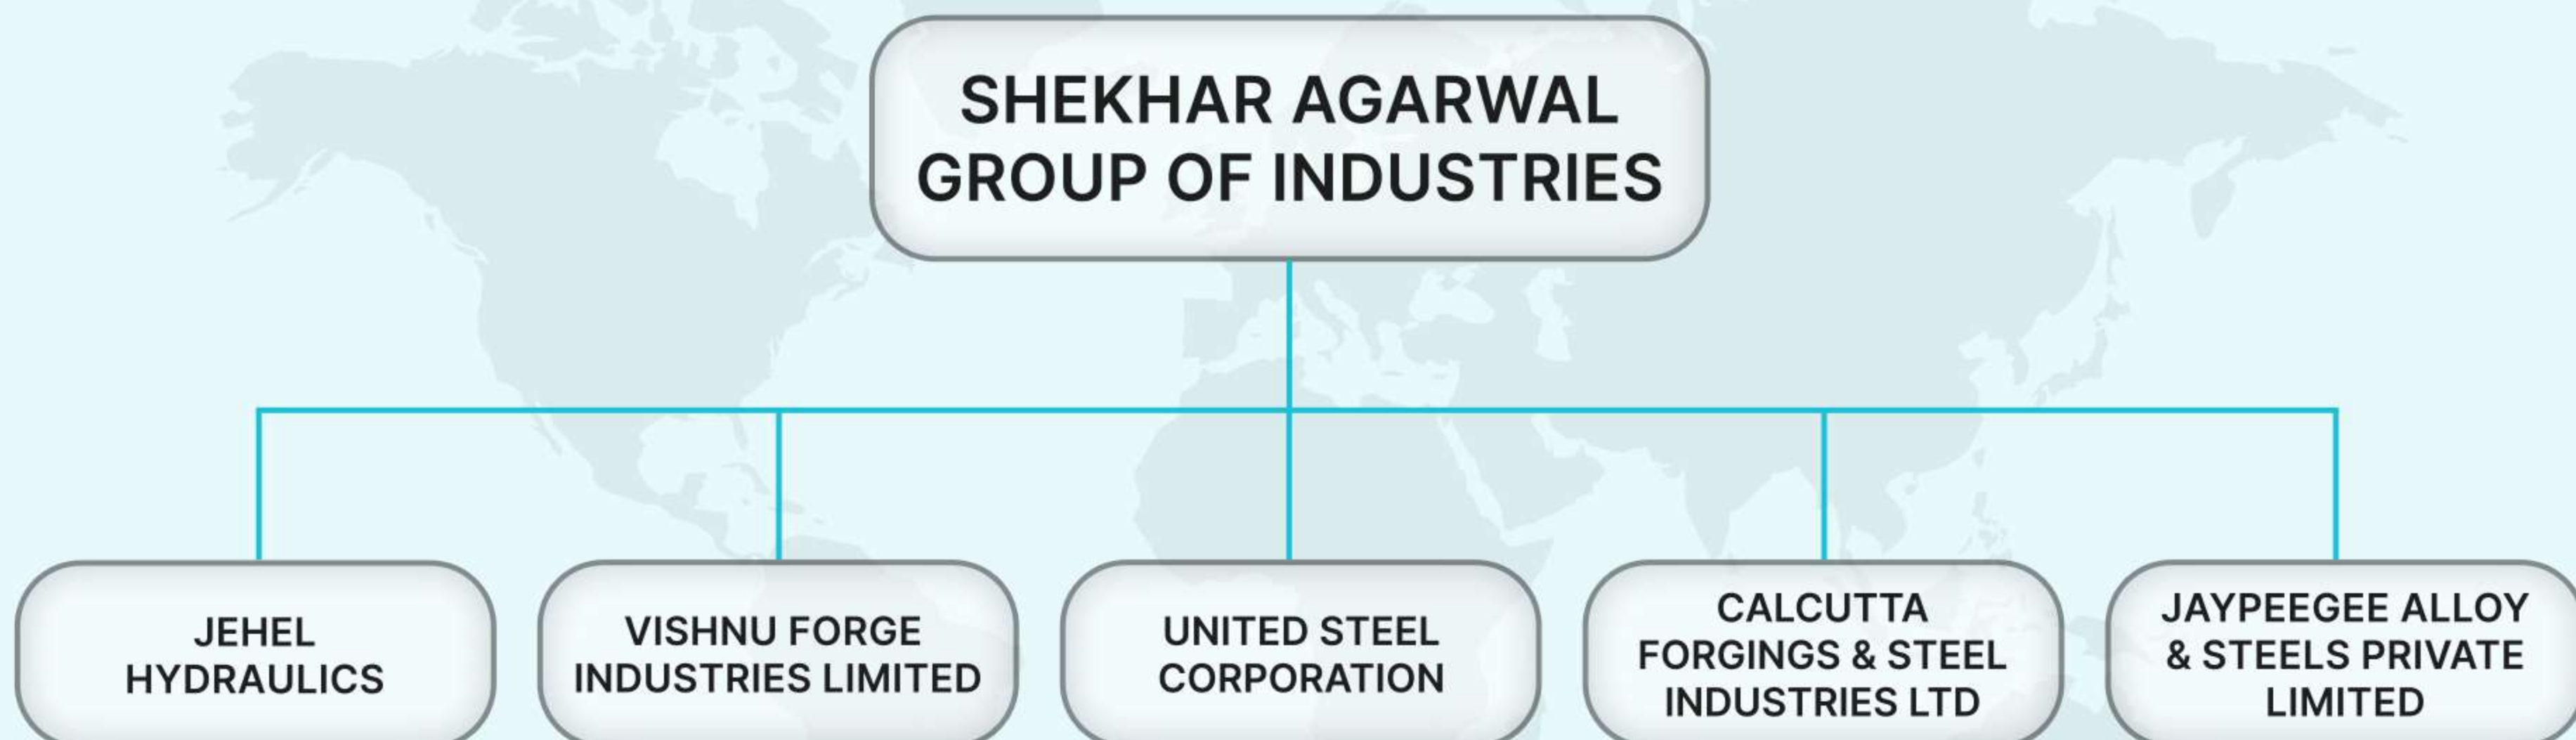 SHEKHAR AGARWAL
GROUP OF INDUSTRIES
JEHEL
HYDRAULICS
VISHNU FORGE
INDUSTRIES LIMITED
UNITED STEEL
CORPORATION
CALCUTTA
FORGINGS & STEEL
INDUSTRIES LTD
JAYPEEGEE ALLOY
& STEELS PRIVATE
LIMITED